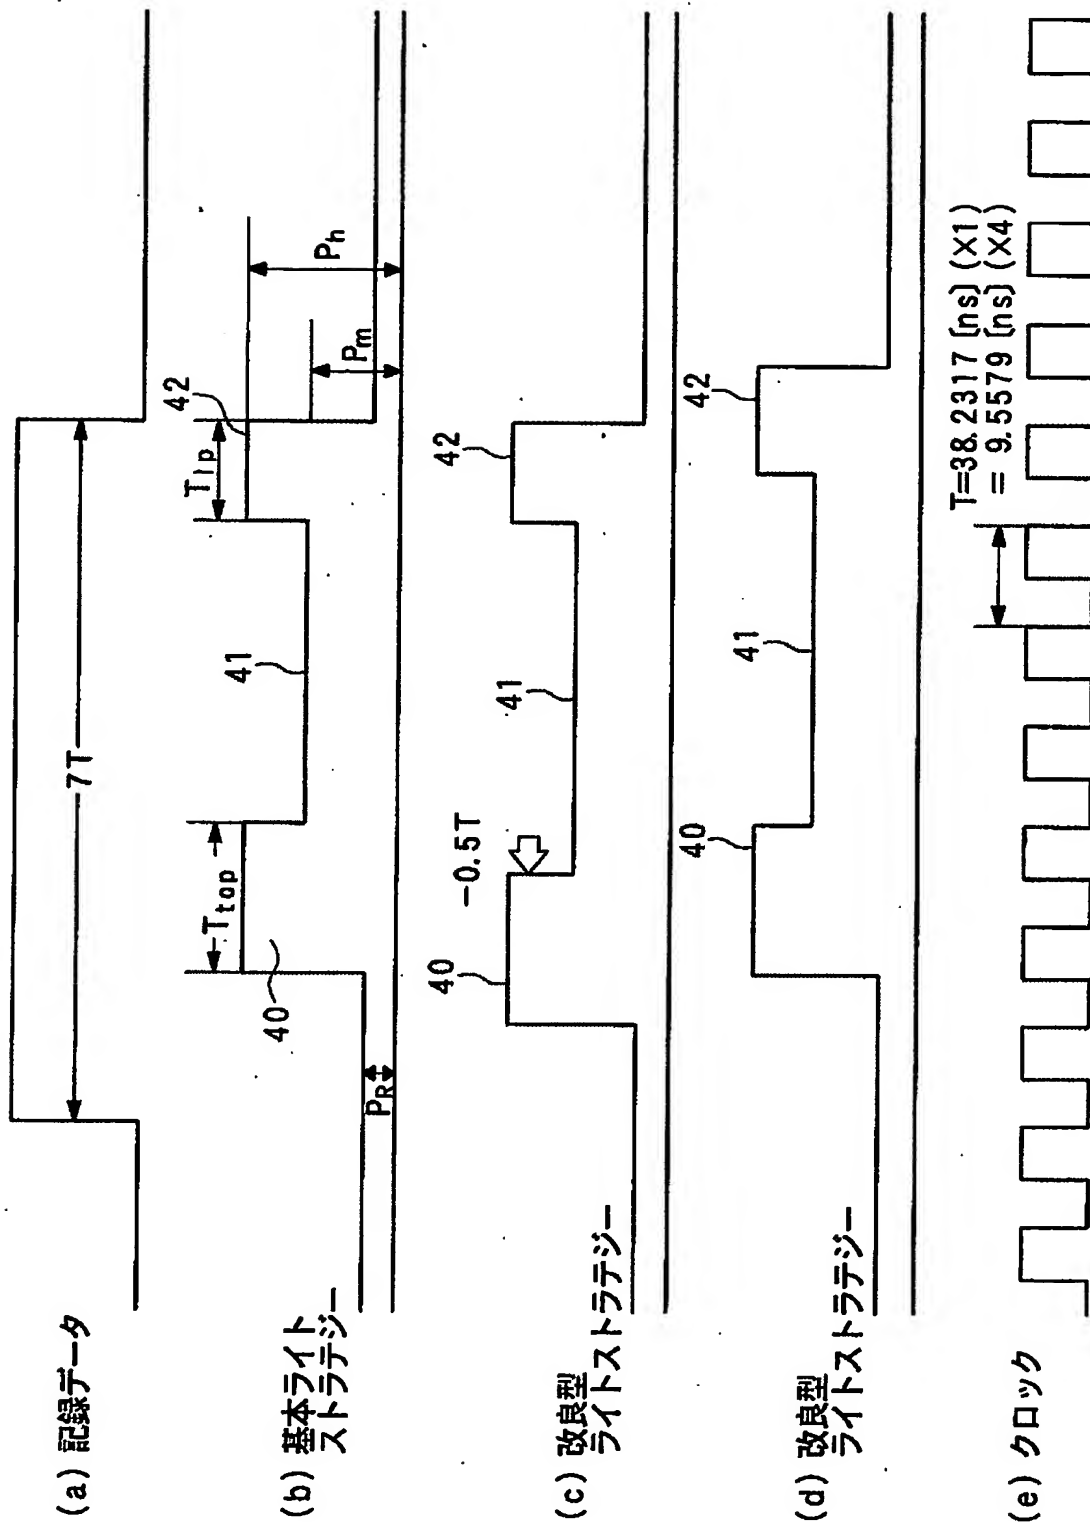 (a) 記録データ
7T
(b) 基本ライト
ストラテジー
PR
40
Ttop
41
Tlp
42
Pm
Ph
(c) 改良型
ライトストラテジー
40
-0.5T
41
42
(d) 改良型
ライトストラテジー
40
41
42
(e) クロック
T=38.2317 [ns] (X1)
= 9.5579 [ns] (X4)